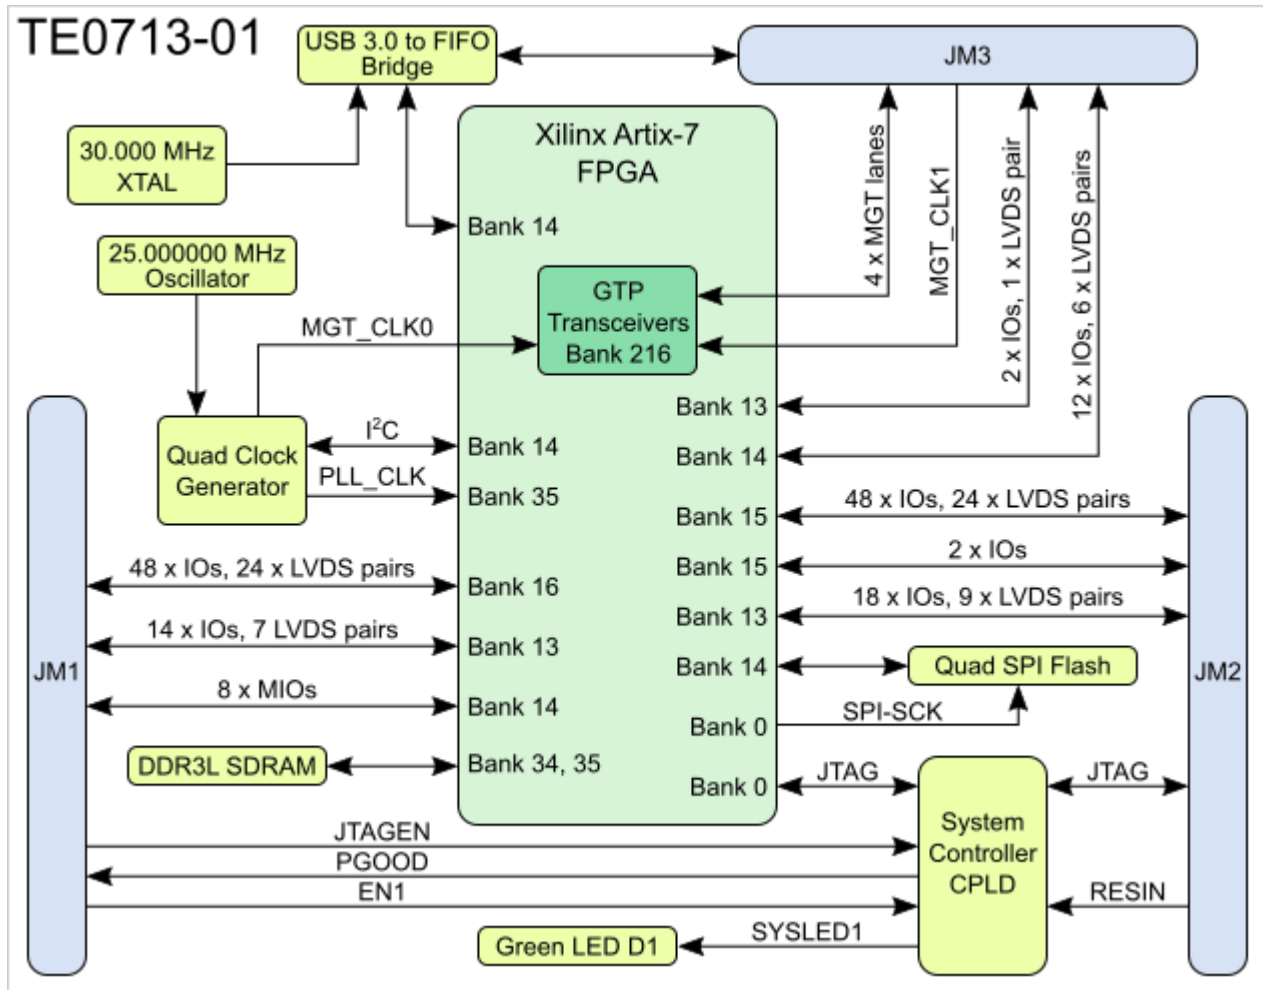 TE0713-01
USB 3.0 to FIFO
Bridge
JM3
30.000 MHz
XTAL
Xilinx Artix-7
FPGA
4 x MGT lanes
MGT_CLK1
2 x IOs, 1 x LVDS pair
12 x IOs, 6 x LVDS pairs
Bank 14
25.000000 MHz
Oscillator
GTP
Transceivers
Bank 216
MGT_CLK0
Bank 13
I²C
Bank 14
Bank 14
Quad Clock
Generator
PLL_CLK
Bank 35
48 x IOs, 24 x LVDS pairs
Bank 15
2 x IOs
Bank 15
48 x IOs, 24 x LVDS pairs
Bank 16
18 x IOs, 9 x LVDS pairs
Bank 13
14 x IOs, 7 LVDS pairs
Bank 13
Bank 14
Quad SPI Flash
JM1
JM2
8 x MIOs
Bank 14
SPI-SCK
Bank 0
DDR3L SDRAM
Bank 34, 35
Bank 0
JTAG
JTAG
System
Controller
CPLD
JTAGEN
PGOOD
EN1
RESIN
SYSLED1
Green LED D1